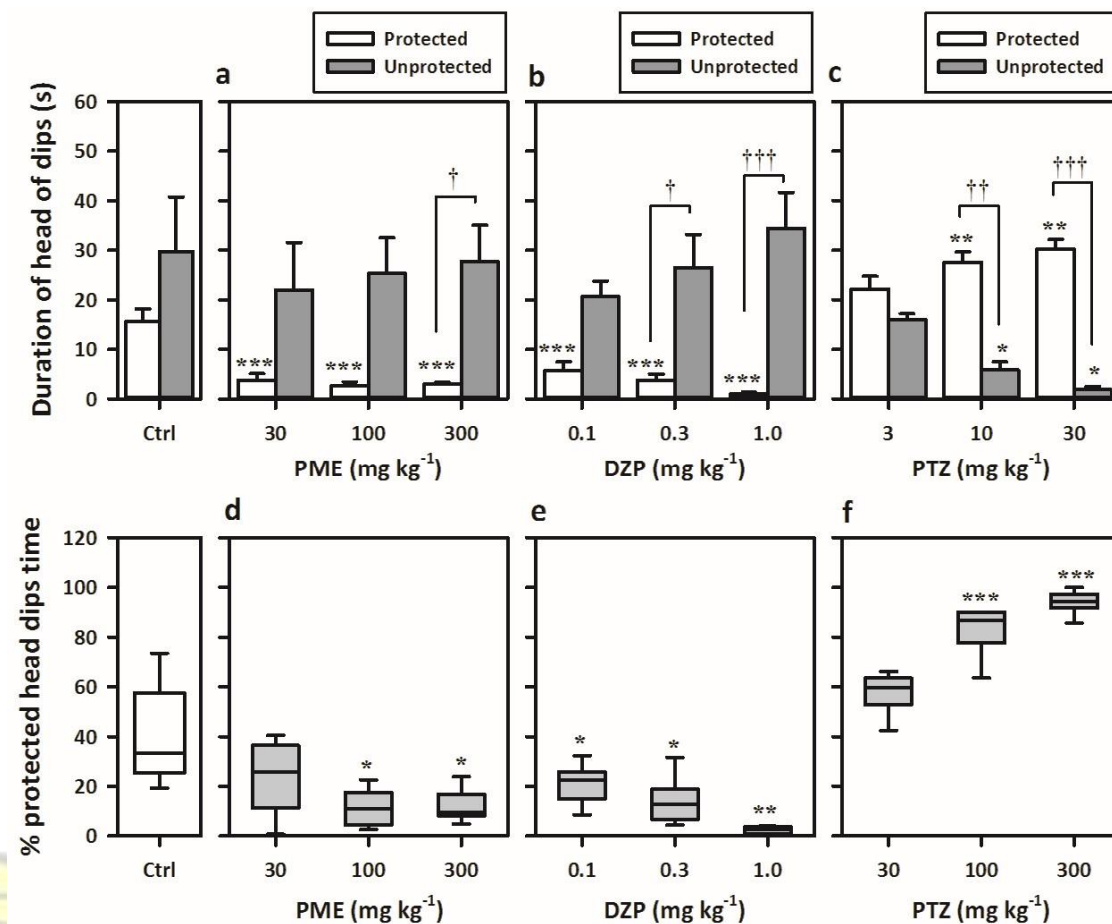 Protected
Unprotected
Protected
Unprotected
Protected
Unprotected
a
b
c
Duration of head of dips (s)
60
50
40
30
20
10
0
†
†
†††
††
†††
***
***
***
***
***
***
**
**
*
*
Ctrl
30 100 300
0.1 0.3 1.0
3 10 30
PME (mg kg⁻¹)
DZP (mg kg⁻¹)
PTZ (mg kg⁻¹)
d
e
f
% protected head dips time
120
100
80
60
40
20
0
*
*
*
*
**
***
***
Ctrl
30 100 300
0.1 0.3 1.0
30 100 300
PME (mg kg⁻¹)
DZP (mg kg⁻¹)
PTZ (mg kg⁻¹)